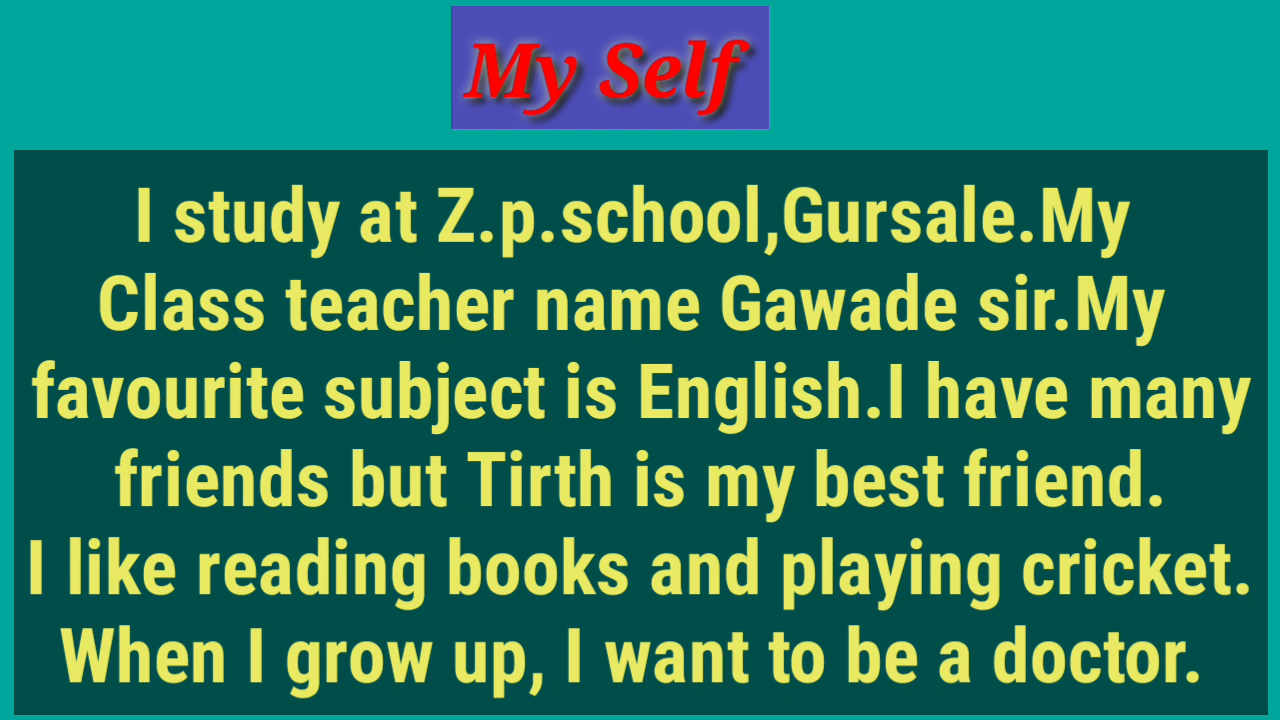 My Self
I study at Z.p.school,Gursale.My
Class teacher name Gawade sir.My
favourite subject is English.I have many
friends but Tirth is my best friend.
I like reading books and playing cricket.
When I grow up, I want to be a doctor.